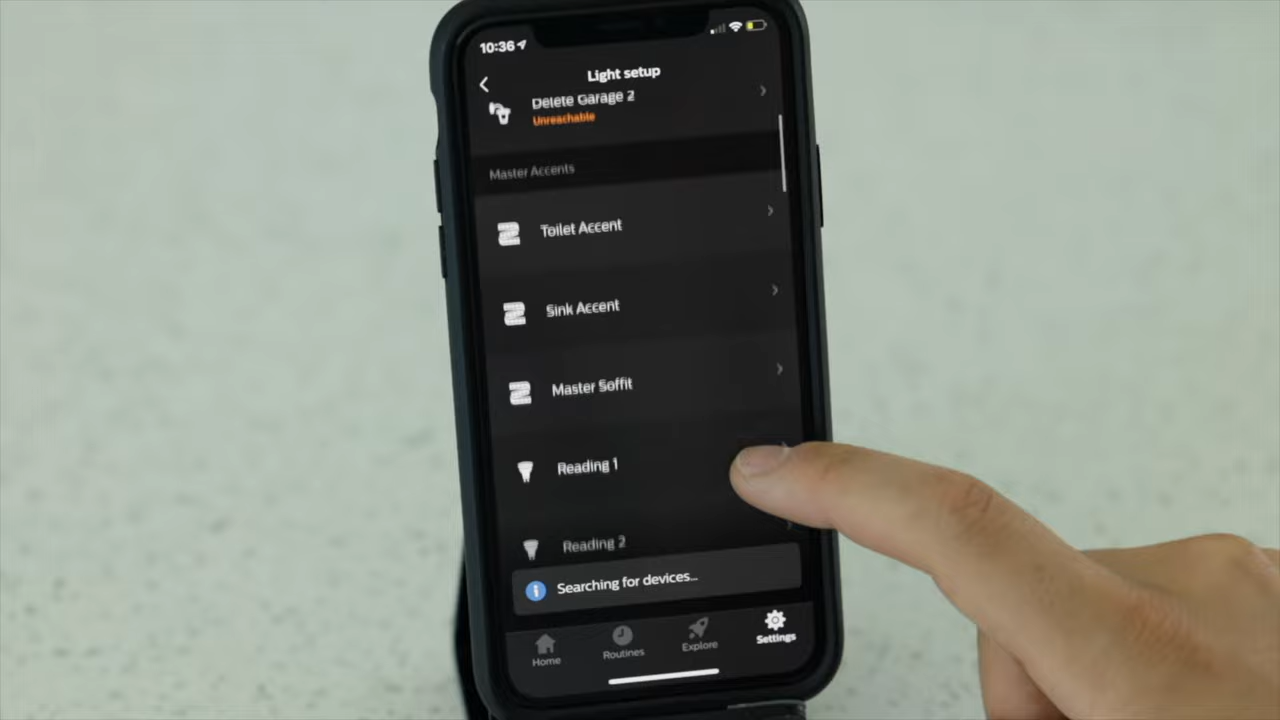 10:36
Light setup
Delete Garage 2
Unreachable
Master Accents
Toilet Accent
Sink Accent
Master Soffit
Reading 1
Reading 2
Searching for devices...
Home
Routines
Explore
Settings